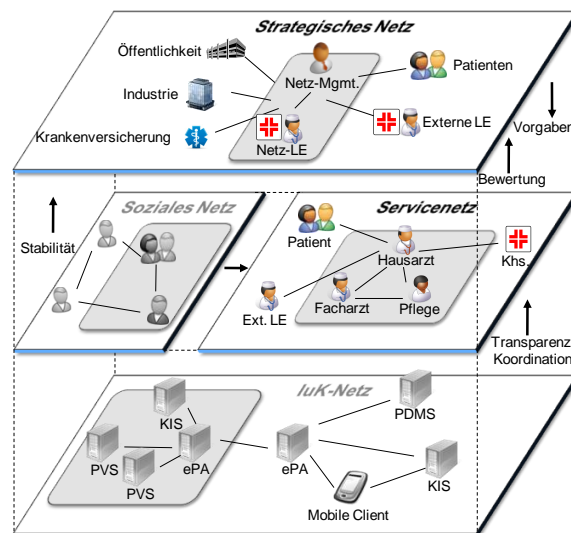 Strategisches Netz
Öffentlichkeit
Netz-Mgmt.
Patienten
Industrie
Krankenversicherung
Netz-LE
Externe LE
Vorgaben
Bewertung
Stabilität
Soziales Netz
Servicenetz
Patient
Hausarzt
Khs.
Ext. LE
Facharzt
Pflege
Transparenz
Koordination
IuK-Netz
KIS
PDMS
PVS
ePA
ePA
PVS
KIS
Mobile Client